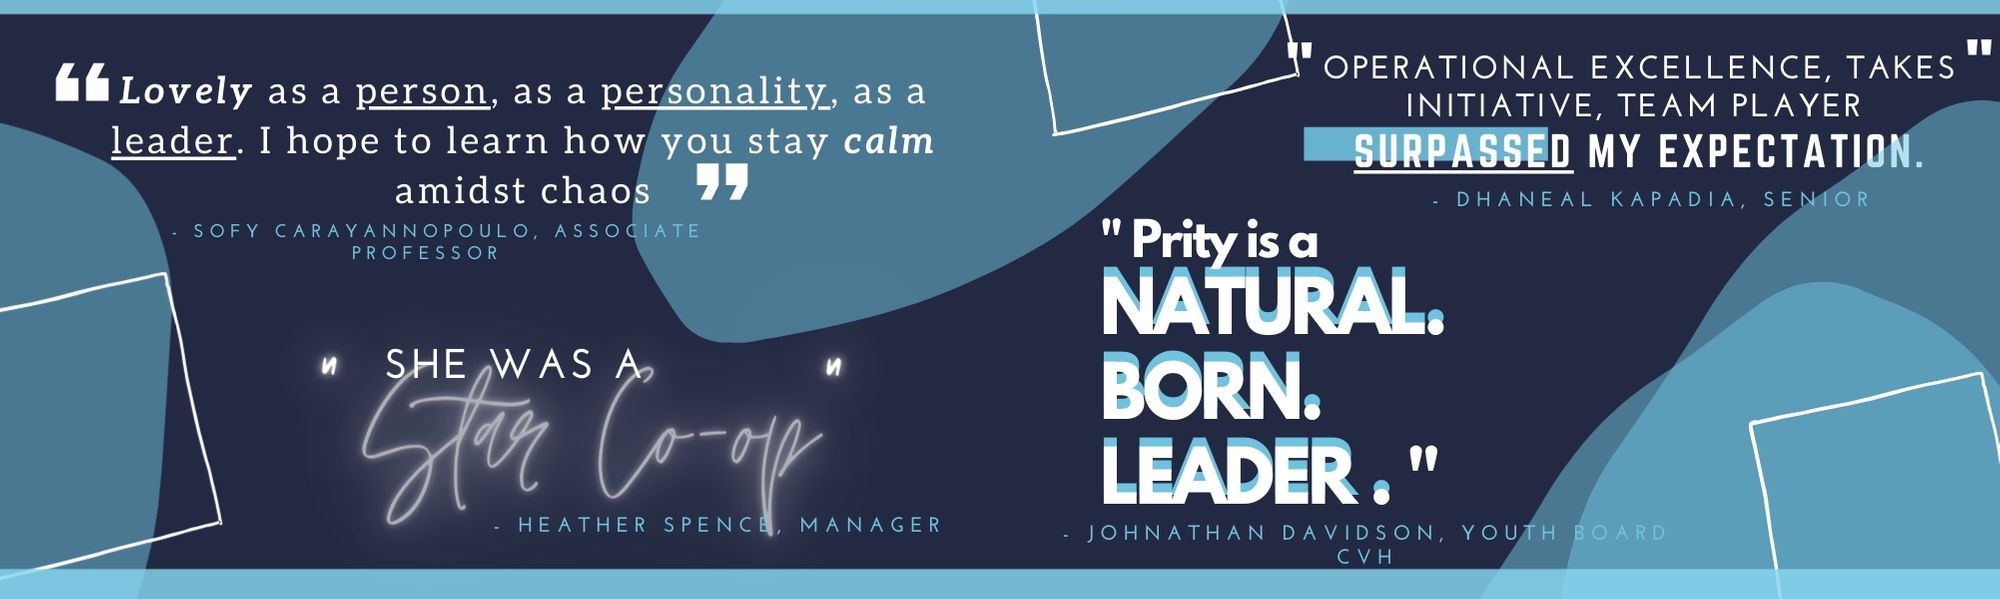 ❝ Lovely as a person, as a personality, as a
leader. I hope to learn how you stay calm
amidst chaos ❞
- SOFY CARAYANNOPOULO, ASSOCIATE
PROFESSOR
" SHE WAS A "
Star Co-op
- HEATHER SPENCE, MANAGER
" OPERATIONAL EXCELLENCE, TAKES "
INITIATIVE, TEAM PLAYER
SURPASSED MY EXPECTATION.
- DHANEAL KAPADIA, SENIOR
" Prity is a
NATURAL.
BORN.
LEADER . "
- JOHNATHAN DAVIDSON, YOUTH BOARD
CVH